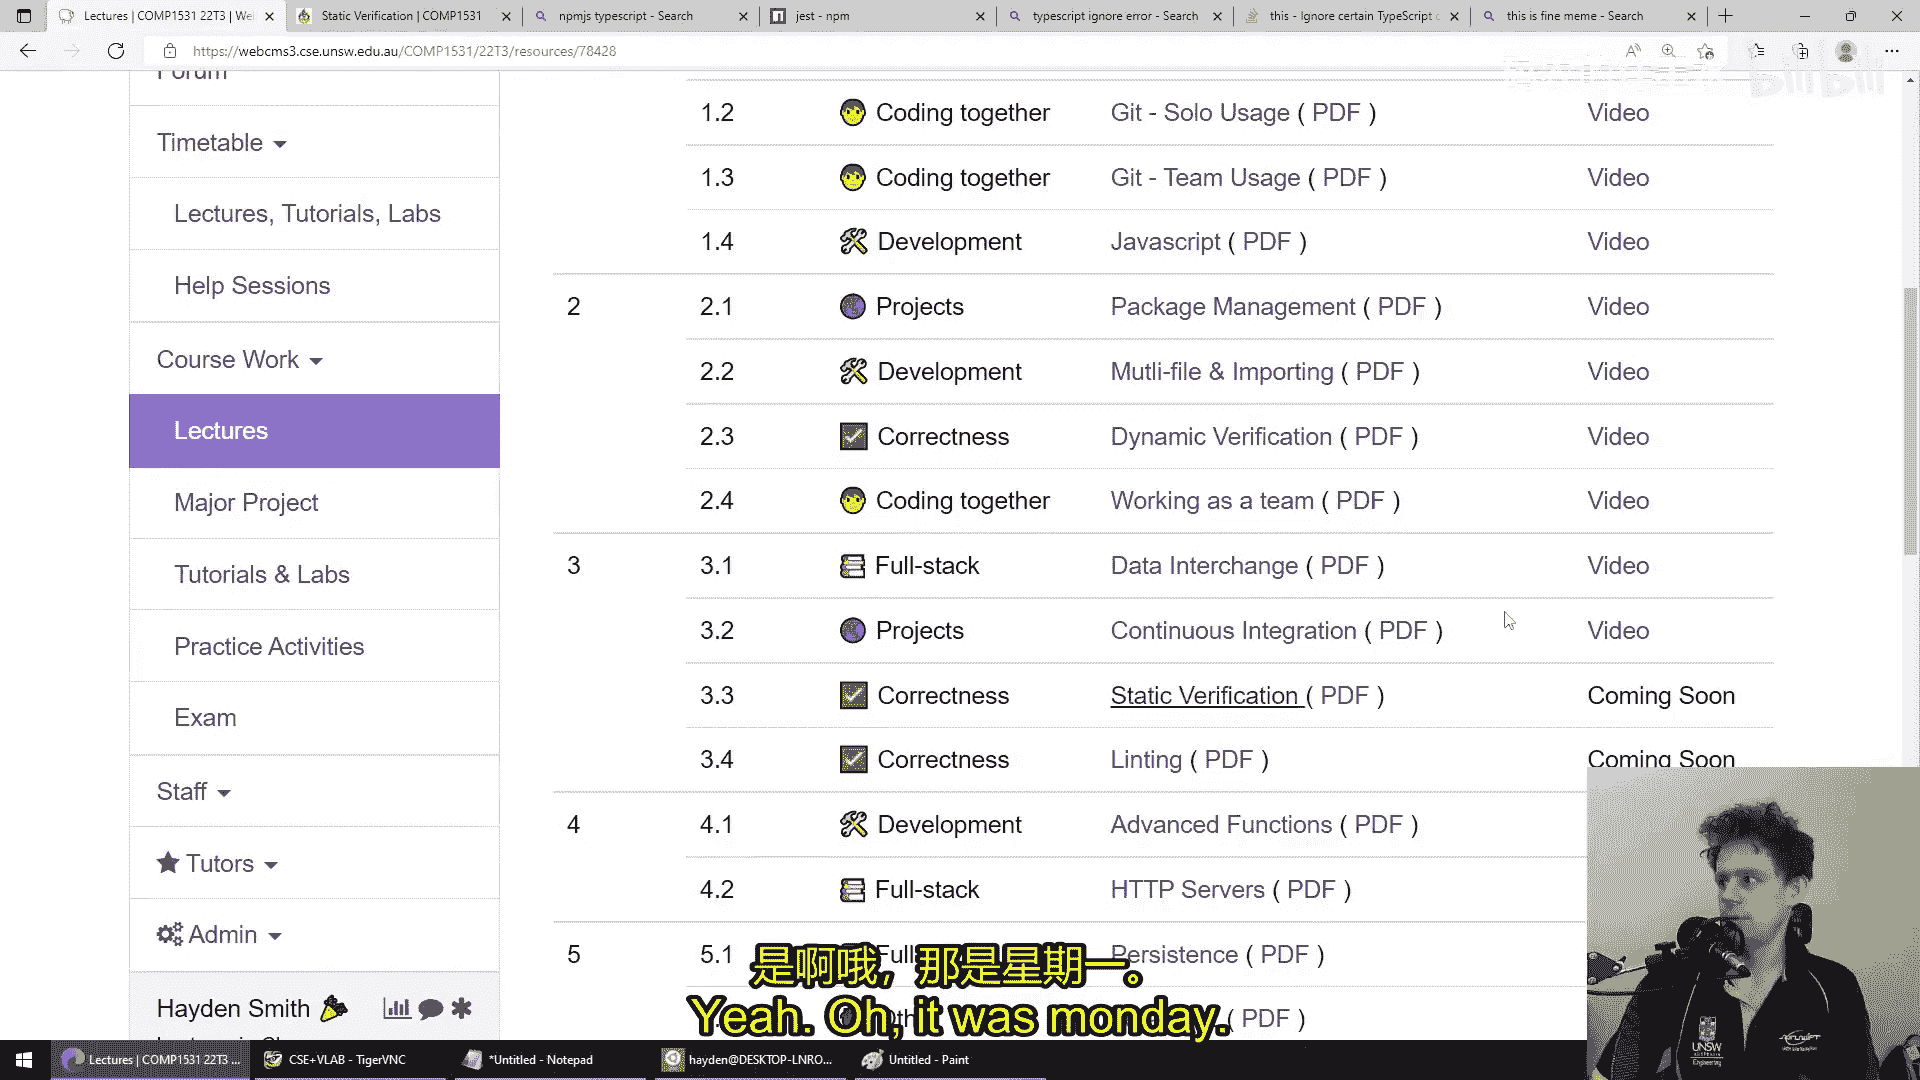 Lectures | COMP1531 22T3 | We
Static Verification | COMP1531
npmjs typescript - Search
jest - npm
typescript ignore error - Search
this - Ignore certain TypeScript c
this is fine meme - Search
https://webcms3.cse.unsw.edu.au/COMP1531/22T3/resources/78428
Forum
Timetable
Lectures, Tutorials, Labs
Help Sessions
Course Work
Lectures
Major Project
Tutorials & Labs
Practice Activities
Exam
Staff
Tutors
Admin
Hayden Smith
1.2 Coding together Git - Solo Usage ( PDF ) Video
1.3 Coding together Git - Team Usage ( PDF ) Video
1.4 Development Javascript ( PDF ) Video
2 2.1 Projects Package Management ( PDF ) Video
2.2 Development Mutli-file & Importing ( PDF ) Video
2.3 Correctness Dynamic Verification ( PDF ) Video
2.4 Coding together Working as a team ( PDF ) Video
3 3.1 Full-stack Data Interchange ( PDF ) Video
3.2 Projects Continuous Integration ( PDF ) Video
3.3 Correctness Static Verification ( PDF ) Coming Soon
3.4 Correctness Linting ( PDF ) Coming Soon
4 4.1 Development Advanced Functions ( PDF )
4.2 Full-stack HTTP Servers ( PDF )
5 5.1 Full Persistence ( PDF )
( PDF )
是啊哦，那是星期一。
Yeah. Oh, it was monday.
UNSW
Engineering
Lectures | COMP1531 22T3 ...
CSE+VLAB - TigerVNC
*Untitled - Notepad
hayden@DESKTOP-LNRO...
Untitled - Paint
bilibili